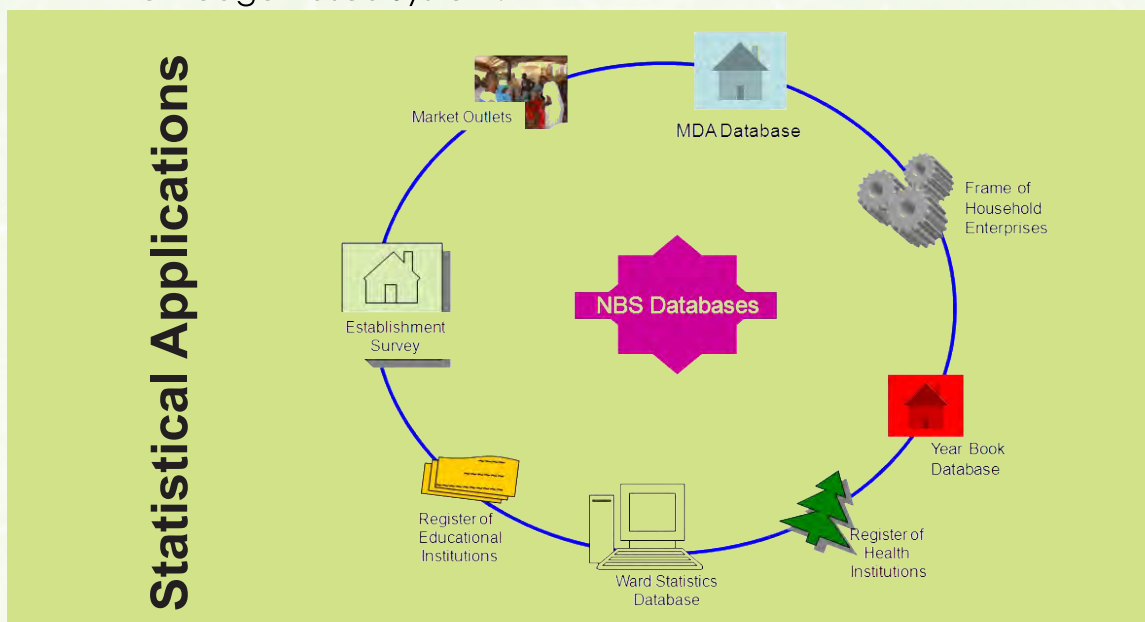 Statistical Applications
Market Outlets
MDA Database
Frame of
Household
Enterprises
NBS Databases
Establishment
Survey
Year Book
Database
Register of
Educational
Institutions
Register of
Health
Institutions
Ward Statistics
Database